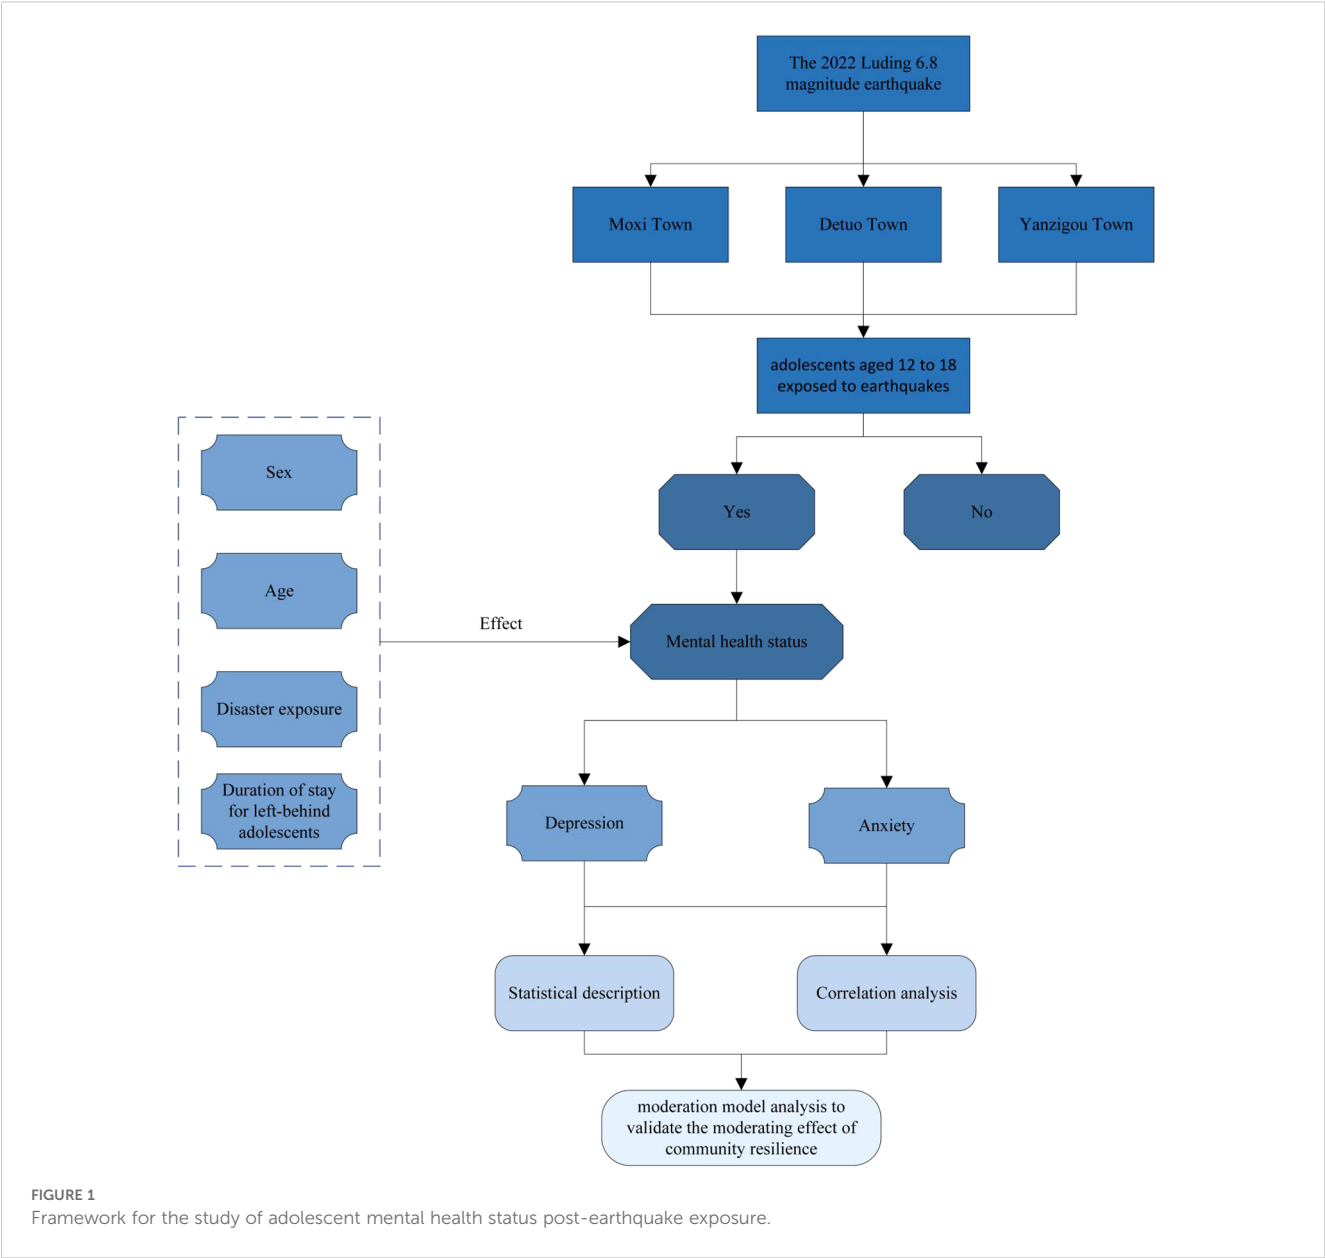 The 2022 Luding 6.8
magnitude earthquake
Moxi Town
Detuo Town
Yanzigou Town
adolescents aged 12 to 18
exposed to earthquakes
Yes
No
Sex
Age
Disaster exposure
Duration of stay
for left-behind
adolescents
Effect
Mental health status
Depression
Anxiety
Statistical description
Correlation analysis
moderation model analysis to
validate the moderating effect of
community resilience
FIGURE 1
Framework for the study of adolescent mental health status post-earthquake exposure.